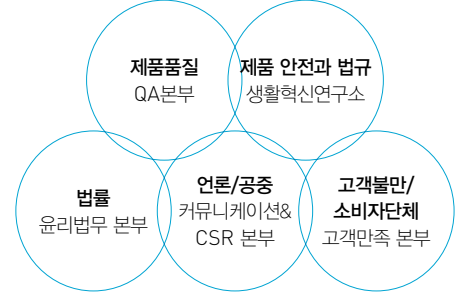 제품품질
QA본부
제품 안전과 법규
생활혁신연구소
법률
윤리법무 본부
언론/공중
커뮤니케이션&
CSR 본부
고객불만/
소비자단체
고객만족 본부